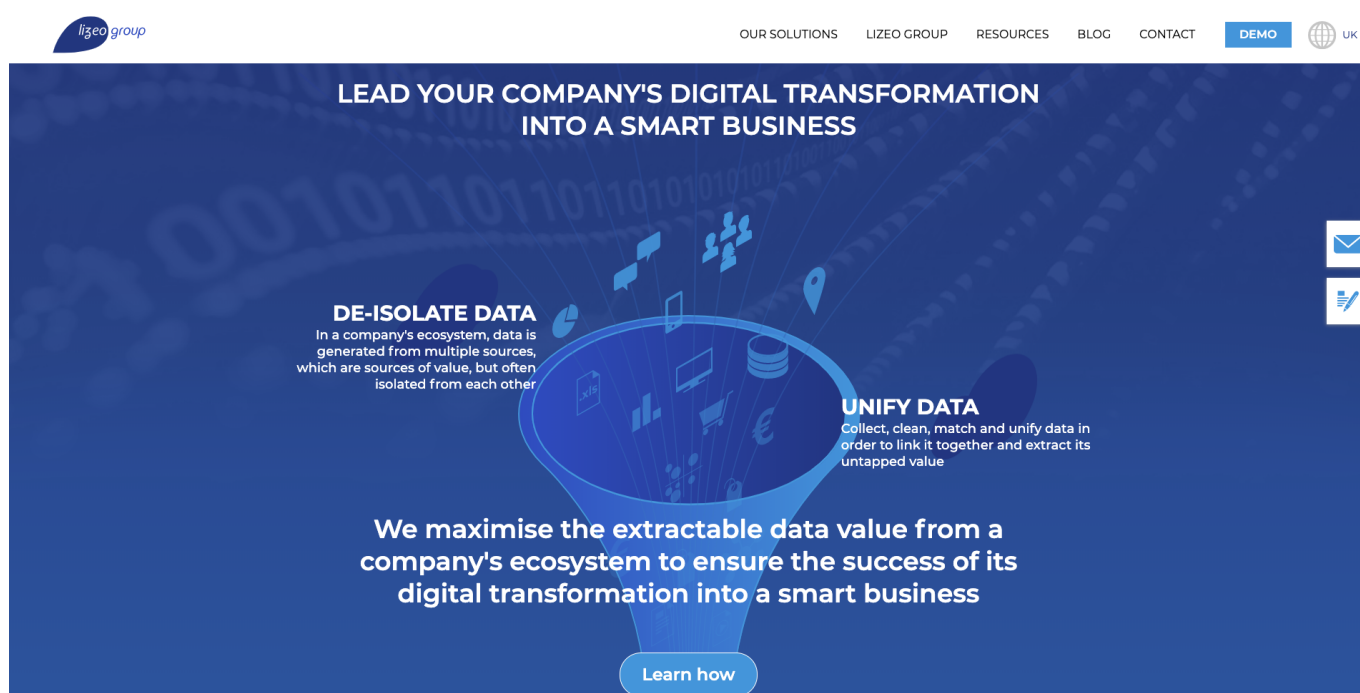 lizeo group
OUR SOLUTIONS LIZEO GROUP RESOURCES BLOG CONTACT DEMO UK
LEAD YOUR COMPANY'S DIGITAL TRANSFORMATION
INTO A SMART BUSINESS
DE-ISOLATE DATA
In a company's ecosystem, data is
generated from multiple sources,
which are sources of value, but often
isolated from each other
.xls
€
UNIFY DATA
Collect, clean, match and unify data in
order to link it together and extract its
untapped value
We maximise the extractable data value from a
company's ecosystem to ensure the success of its
digital transformation into a smart business
Learn how